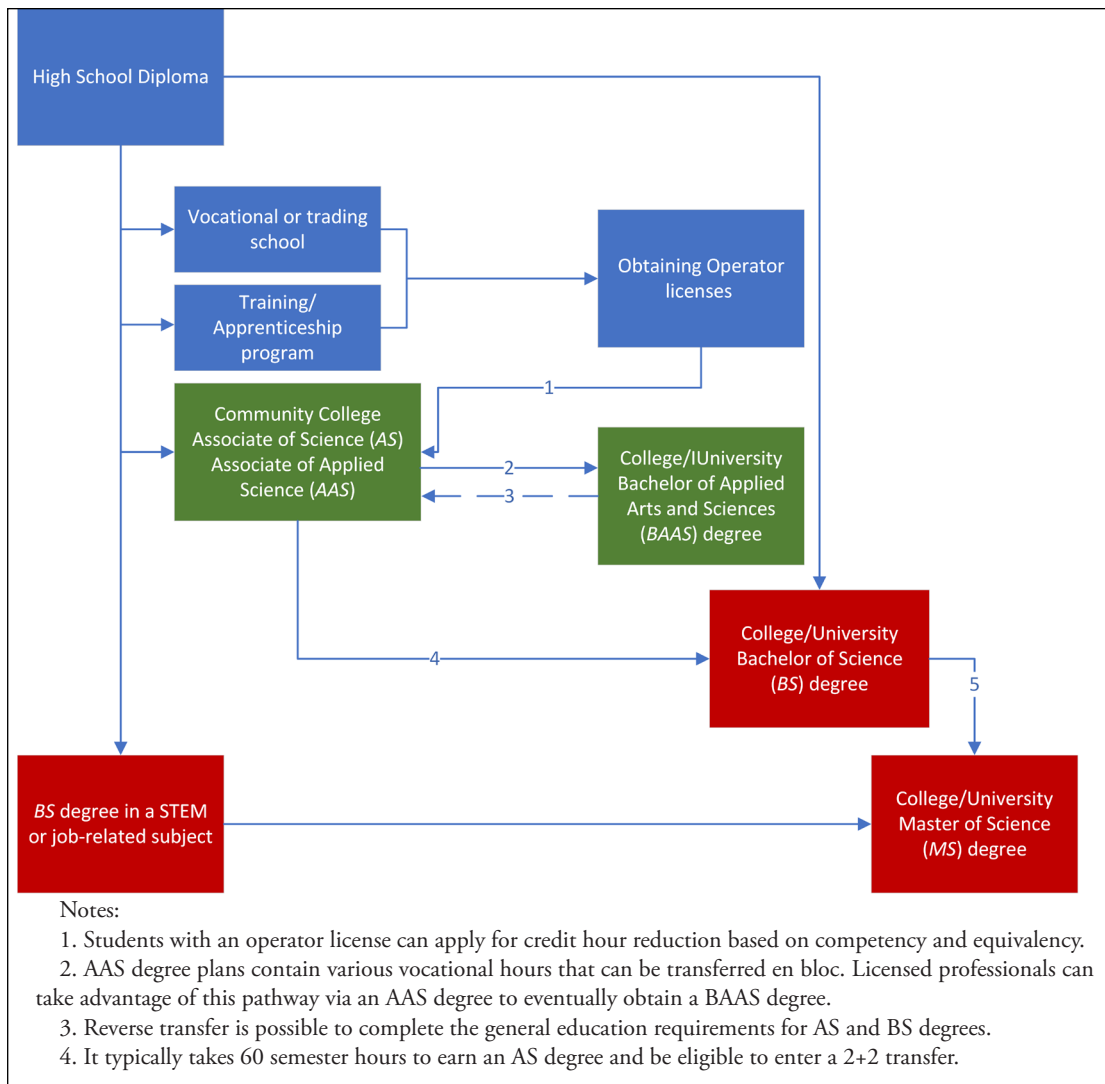 High School Diploma
Vocational or trading
school
Training/
Apprenticeship
program
Obtaining Operator
licenses
1
Community College
Associate of Science (AS)
Associate of Applied
Science (AAS)
2
3
College/IUniversity
Bachelor of Applied
Arts and Sciences
(BAAS) degree
4
College/University
Bachelor of Science
(BS) degree
5
BS degree in a STEM
or job-related subject
College/University
Master of Science
(MS) degree
Notes:
1. Students with an operator license can apply for credit hour reduction based on competency and equivalency.
2. AAS degree plans contain various vocational hours that can be transferred en bloc. Licensed professionals can
take advantage of this pathway via an AAS degree to eventually obtain a BAAS degree.
3. Reverse transfer is possible to complete the general education requirements for AS and BS degrees.
4. It typically takes 60 semester hours to earn an AS degree and be eligible to enter a 2+2 transfer.